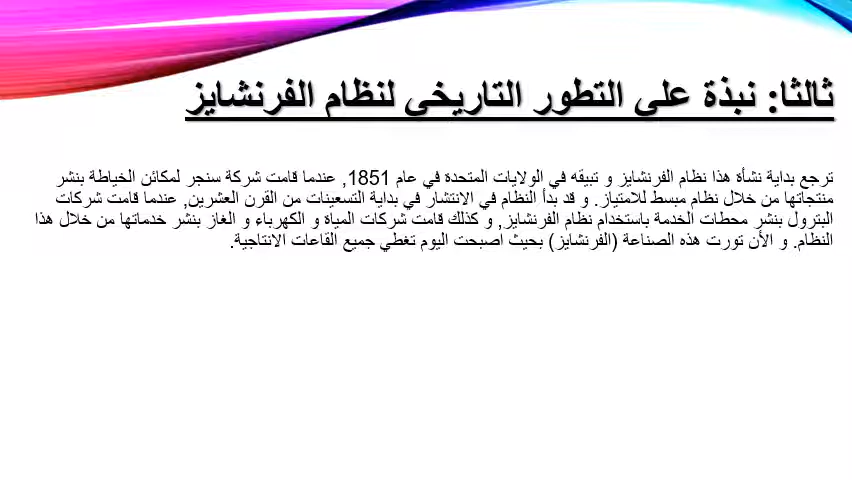 ثالثا: نبذة على التطور التاريخى لنظام الفرنشايز
ترجع بداية نشأة هذا نظام الفرنشايز و تبيقه في الولايات المتحدة في عام 1851, عندما قامت شركة سنجر لمكائن الخياطة بنشر
منتجاتها من خلال نظام مبسط للامتياز. و قد بدأ النظام في الانتشار في بداية التسعينات من القرن العشرين, عندما قامت شركات
البترول بنشر محطات الخدمة باستخدام نظام الفرنشايز, و كذلك قامت شركات المياة و الكهرباء و الغاز بنشر خدماتها من خلال هذا
النظام. و الأن تورت هذه الصناعة (الفرنشايز) بحيث اصبحت اليوم تغطي جميع القاعات الانتاجية.